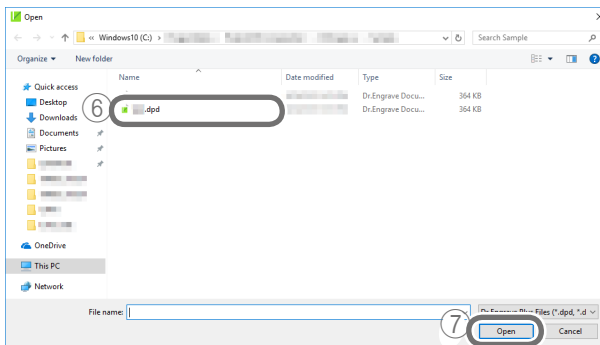 Open
« Windows10 (C:) ›
Search Sample
Organize New folder
Name Date modified Type Size
Quick access
Desktop
Downloads
Documents
Pictures
OneDrive
This PC
Network
Dr.Engrave Docu... 364 KB
⑥ .dpd Dr.Engrave Docu... 364 KB
File name: Dr.Engrave Plus Files (*.dpd, *.d
⑦ Open Cancel